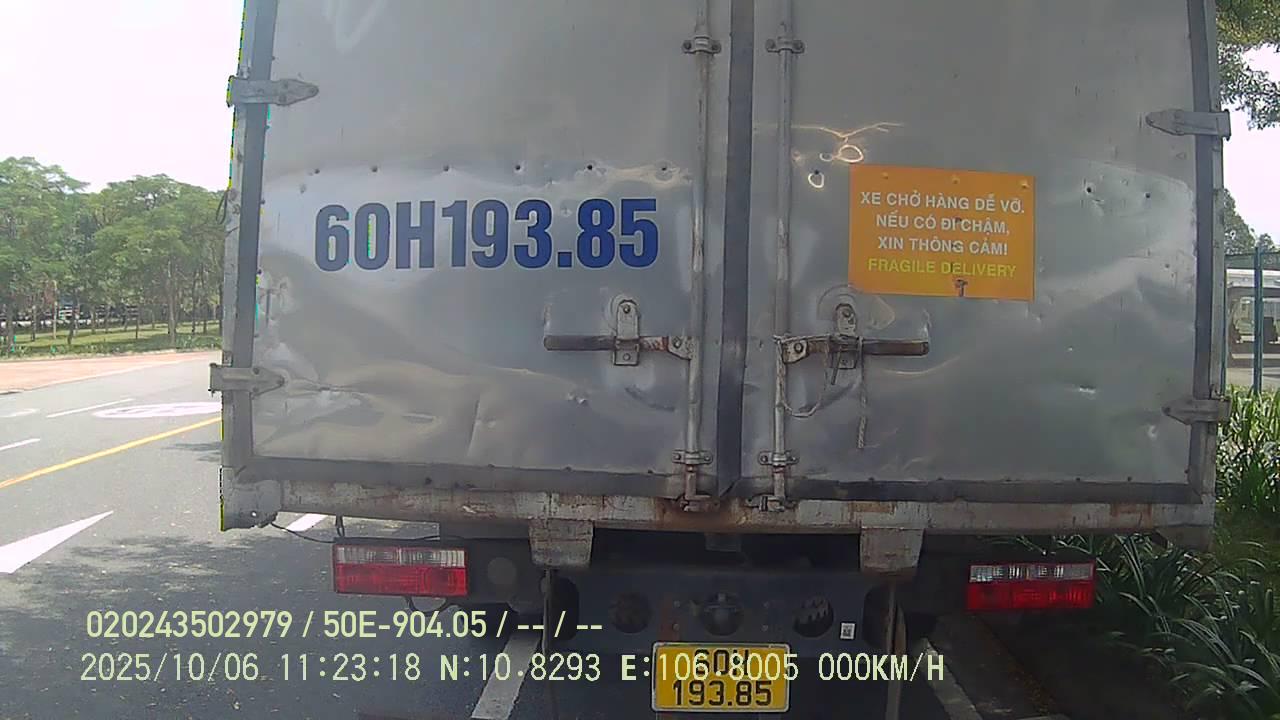 60H193.85
XE CHỞ HÀNG DỄ VỠ.
NẾU CÓ ĐI CHẬM,
XIN THÔNG CẢM!
FRAGILE DELIVERY
020243502979 / 50E-904.05 / -- / --
2025/10/06 11:23:18 N:10.8293 E:106.8005 000KM/H
60H
193.85